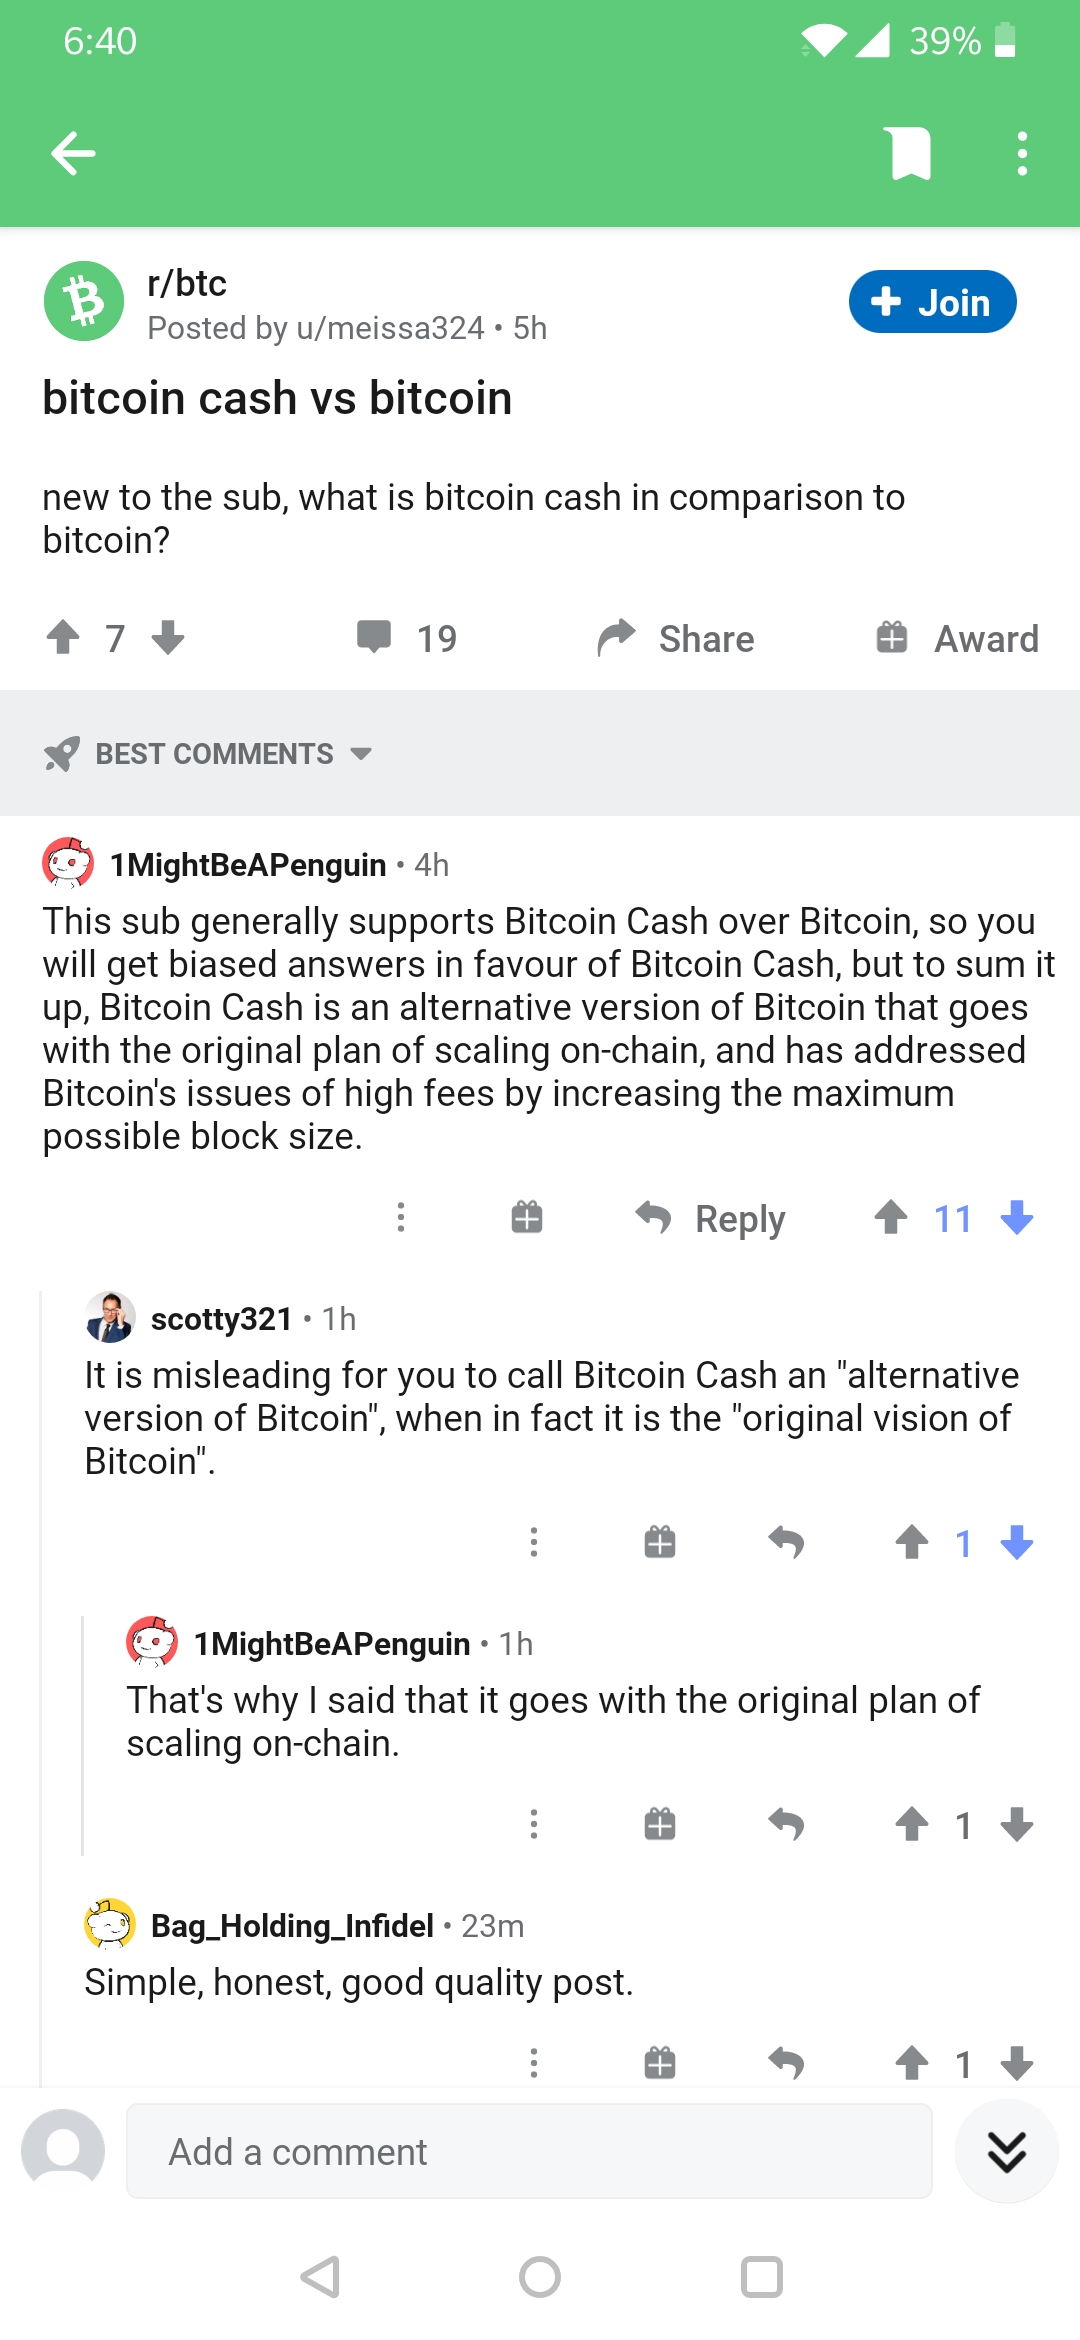 6:40
39%
r/btc
Posted by u/meissa324 • 5h
+ Join
bitcoin cash vs bitcoin
new to the sub, what is bitcoin cash in comparison to
bitcoin?
7
19
Share
Award
BEST COMMENTS
1MightBeAPenguin • 4h
This sub generally supports Bitcoin Cash over Bitcoin, so you
will get biased answers in favour of Bitcoin Cash, but to sum it
up, Bitcoin Cash is an alternative version of Bitcoin that goes
with the original plan of scaling on-chain, and has addressed
Bitcoin's issues of high fees by increasing the maximum
possible block size.
Reply
11
scotty321 • 1h
It is misleading for you to call Bitcoin Cash an "alternative
version of Bitcoin", when in fact it is the "original vision of
Bitcoin".
1
1MightBeAPenguin • 1h
That's why I said that it goes with the original plan of
scaling on-chain.
1
Bag_Holding_Infidel • 23m
Simple, honest, good quality post.
1
Add a comment